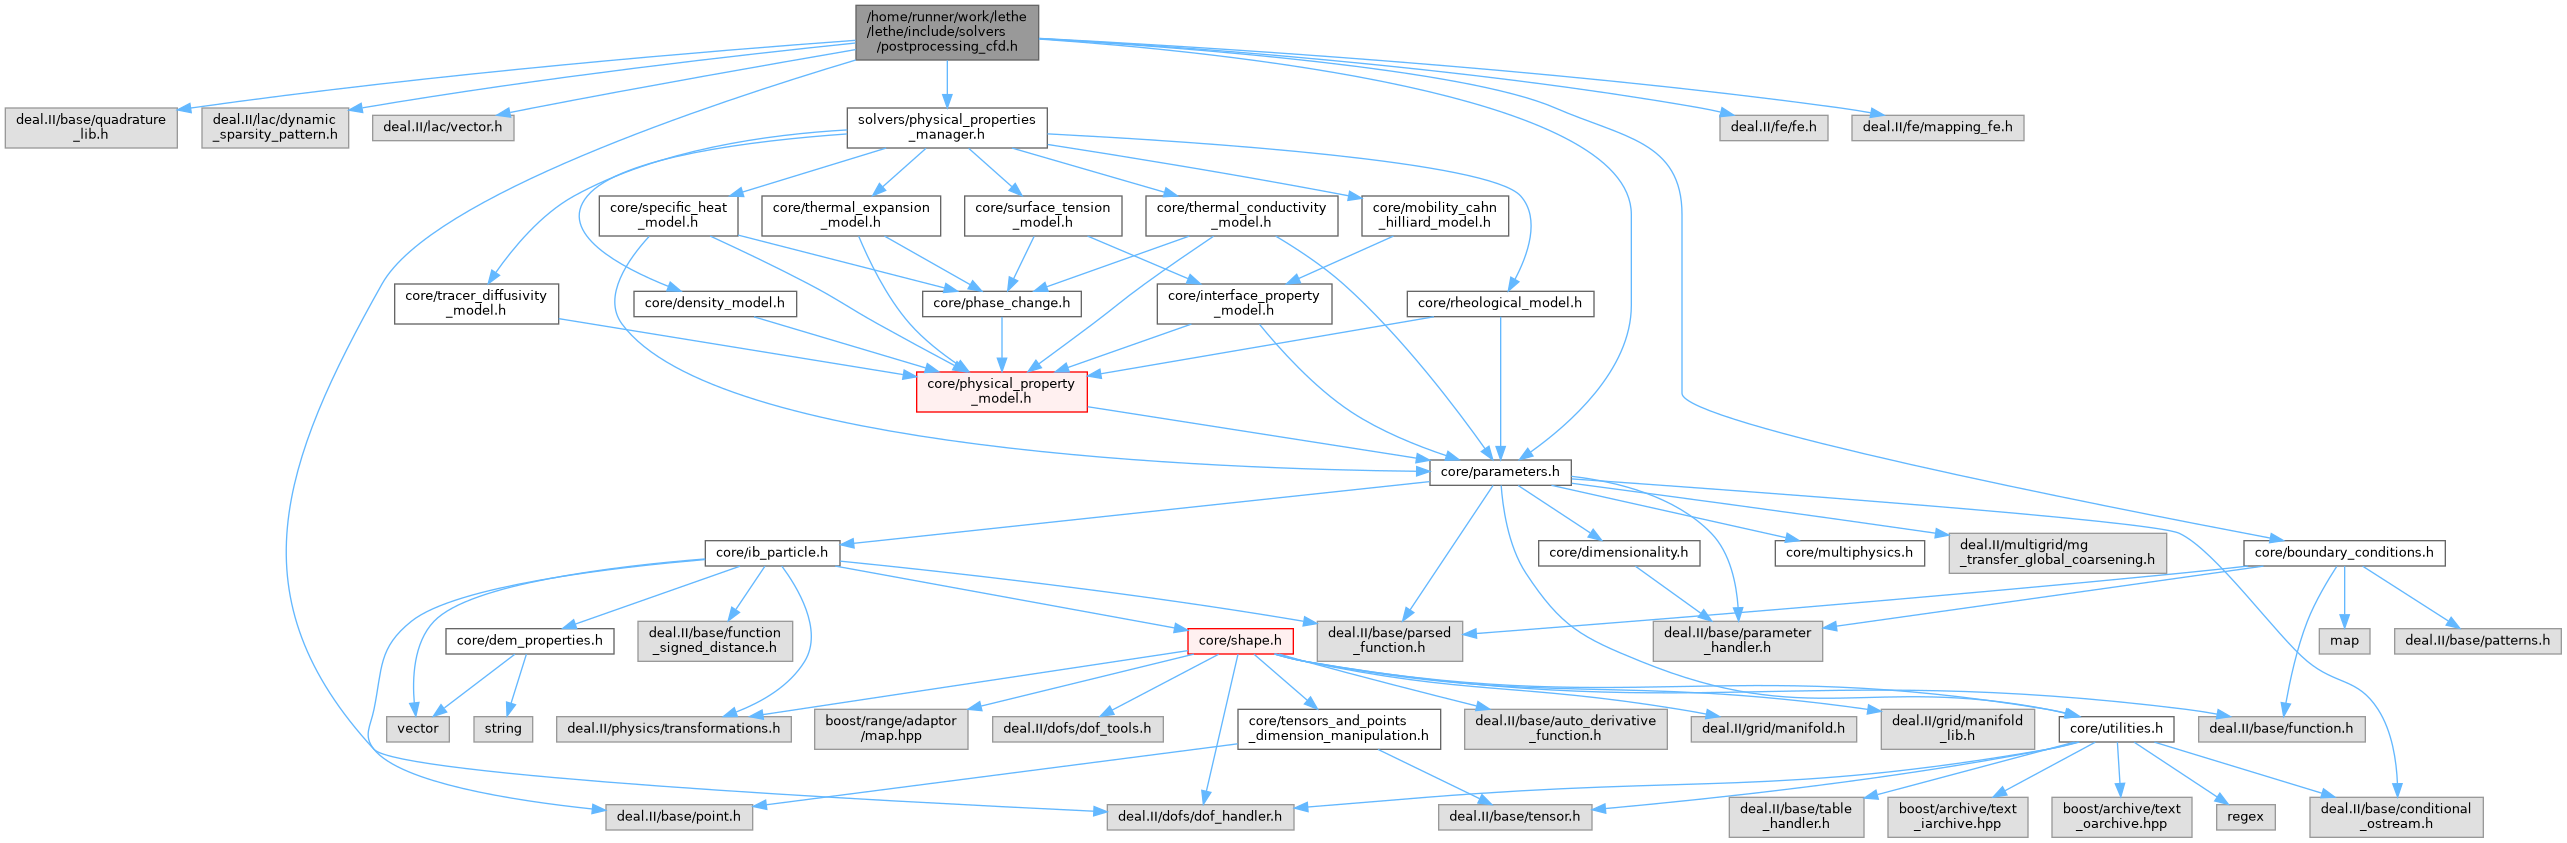 /home/runner/work/lethe
/lethe/include/solvers
/postprocessing_cfd.h
deal.II/base/quadrature
_lib.h
deal.II/lac/dynamic
_sparsity_pattern.h
deal.II/lac/vector.h
solvers/physical_properties
_manager.h
deal.II/fe/fe.h
deal.II/fe/mapping_fe.h
core/specific_heat
_model.h
core/thermal_expansion
_model.h
core/surface_tension
_model.h
core/thermal_conductivity
_model.h
core/mobility_cahn
_hilliard_model.h
core/tracer_diffusivity
_model.h
core/density_model.h
core/phase_change.h
core/interface_property
_model.h
core/rheological_model.h
core/physical_property
_model.h
core/parameters.h
core/ib_particle.h
core/dimensionality.h
core/multiphysics.h
deal.II/multigrid/mg
_transfer_global_coarsening.h
core/boundary_conditions.h
core/dem_properties.h
deal.II/base/function
_signed_distance.h
core/shape.h
deal.II/base/parsed
_function.h
deal.II/base/parameter
_handler.h
map
deal.II/base/patterns.h
vector
string
deal.II/physics/transformations.h
boost/range/adaptor
/map.hpp
deal.II/dofs/dof_tools.h
core/tensors_and_points
_dimension_manipulation.h
deal.II/base/auto_derivative
_function.h
deal.II/grid/manifold.h
deal.II/grid/manifold
_lib.h
core/utilities.h
deal.II/base/function.h
deal.II/base/point.h
deal.II/dofs/dof_handler.h
deal.II/base/tensor.h
deal.II/base/table
_handler.h
boost/archive/text
_iarchive.hpp
boost/archive/text
_oarchive.hpp
regex
deal.II/base/conditional
_ostream.h